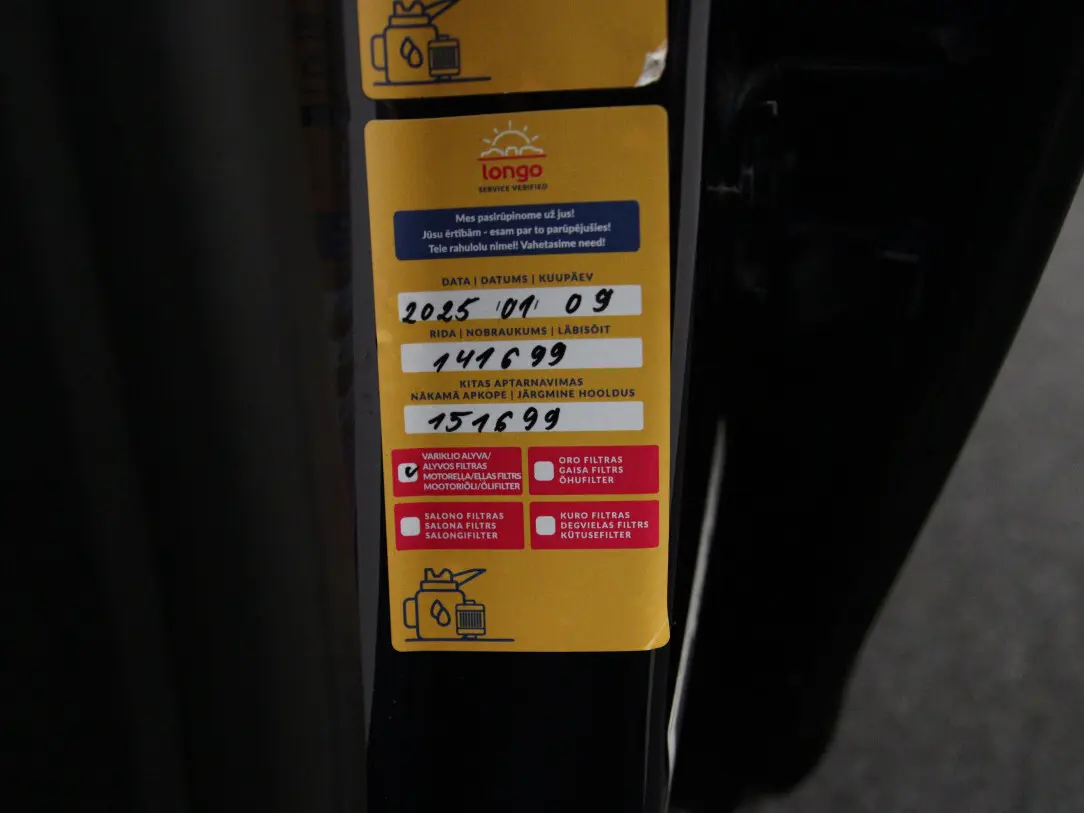 longo
SERVICE VERIFIED
Mes pasirūpinome už jus!
Jūsu ērtībām - esam par to parūpējušies!
Teie rahulolu nimel! Vahetasime need!
DATA | DATUMS | KUUPÄEV
2025 01 09
RIDA | NOBRAUKUMS | LÄBISÕIT
141699
KITAS APTARNAVIMAS
NĀKAMĀ APKOPE | JÄRGMINE HOOLDUS
151699
VARIKLIO ALYVA/
ALYVOS FILTRAS
MOTOREĻĻA/EĻĻAS FILTRS
MOOTORIÕLI/ÕLIFILTER
ORO FILTRAS
GAISA FILTRS
ÕHUFILTER
SALONO FILTRAS
SALONA FILTRS
SALONGIFILTER
KURO FILTRAS
DEGVIELAS FILTRS
KÜTUSEFILTER